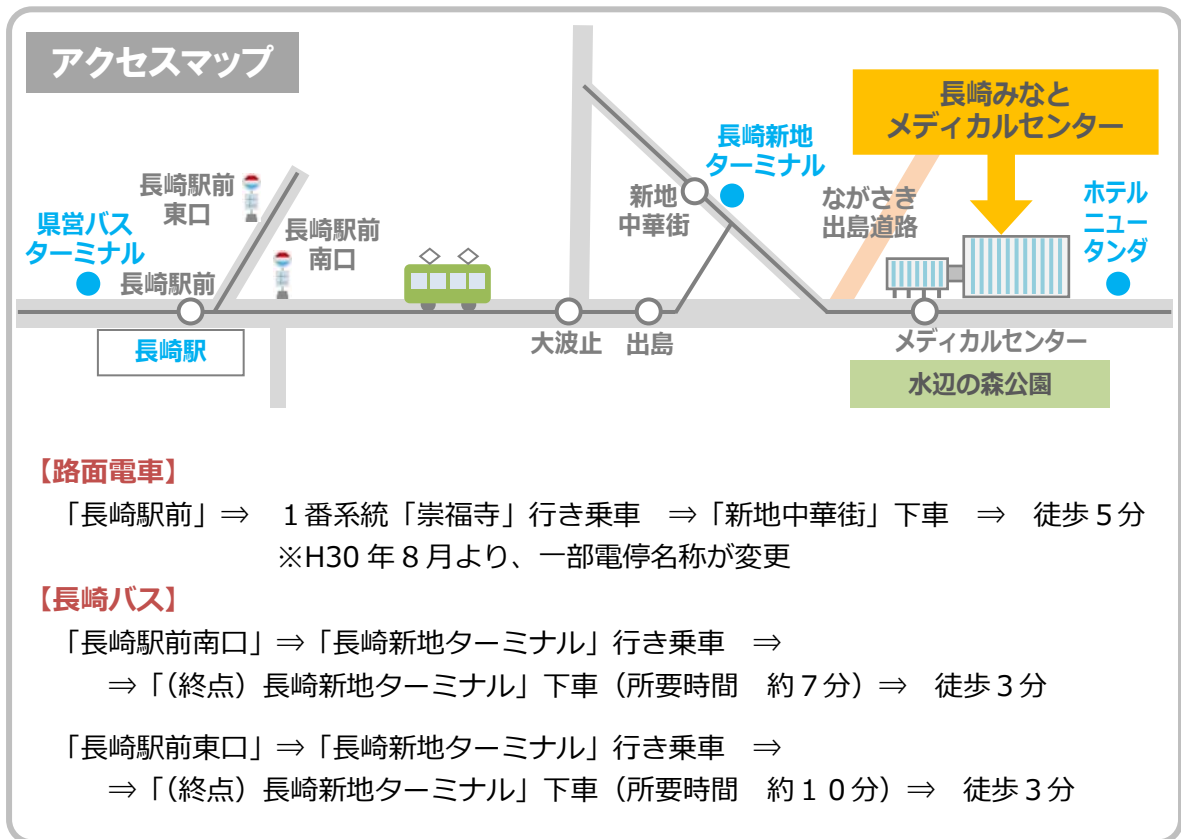 アクセスマップ
長崎みなと
メディカルセンター
長崎新地
ターミナル
長崎駅前
東口
新地
中華街
ながさき
出島道路
ホテル
ニュー
タンダ
県営バス
ターミナル
長崎駅前
南口
長崎駅前
長崎駅
大波止
出島
メディカルセンター
水辺の森公園
【路面電車】
「長崎駅前」⇒　１番系統「崇福寺」行き乗車　⇒「新地中華街」下車　⇒　徒歩５分
※H30 年８月より、一部電停名称が変更
【長崎バス】
「長崎駅前南口」⇒「長崎新地ターミナル」行き乗車　⇒
⇒「（終点）長崎新地ターミナル」下車（所要時間　約７分）⇒　徒歩３分
「長崎駅前東口」⇒「長崎新地ターミナル」行き乗車　⇒
⇒「（終点）長崎新地ターミナル」下車（所要時間　約１０分）⇒　徒歩３分